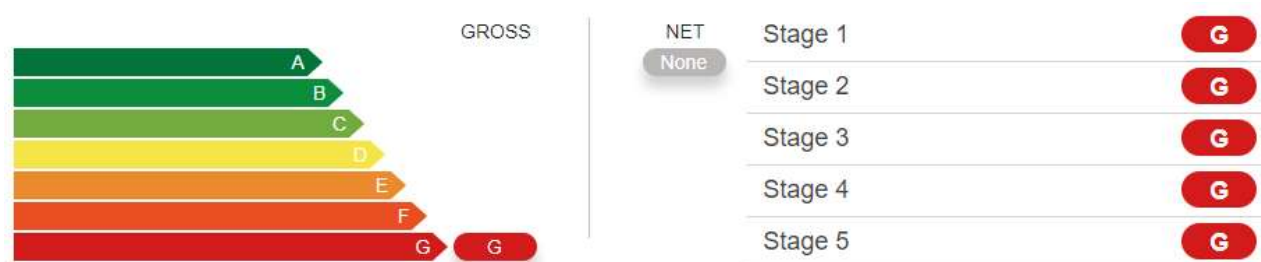 GROSS
A
B
C
D
E
F
G G
NET
None
Stage 1 G
Stage 2 G
Stage 3 G
Stage 4 G
Stage 5 G